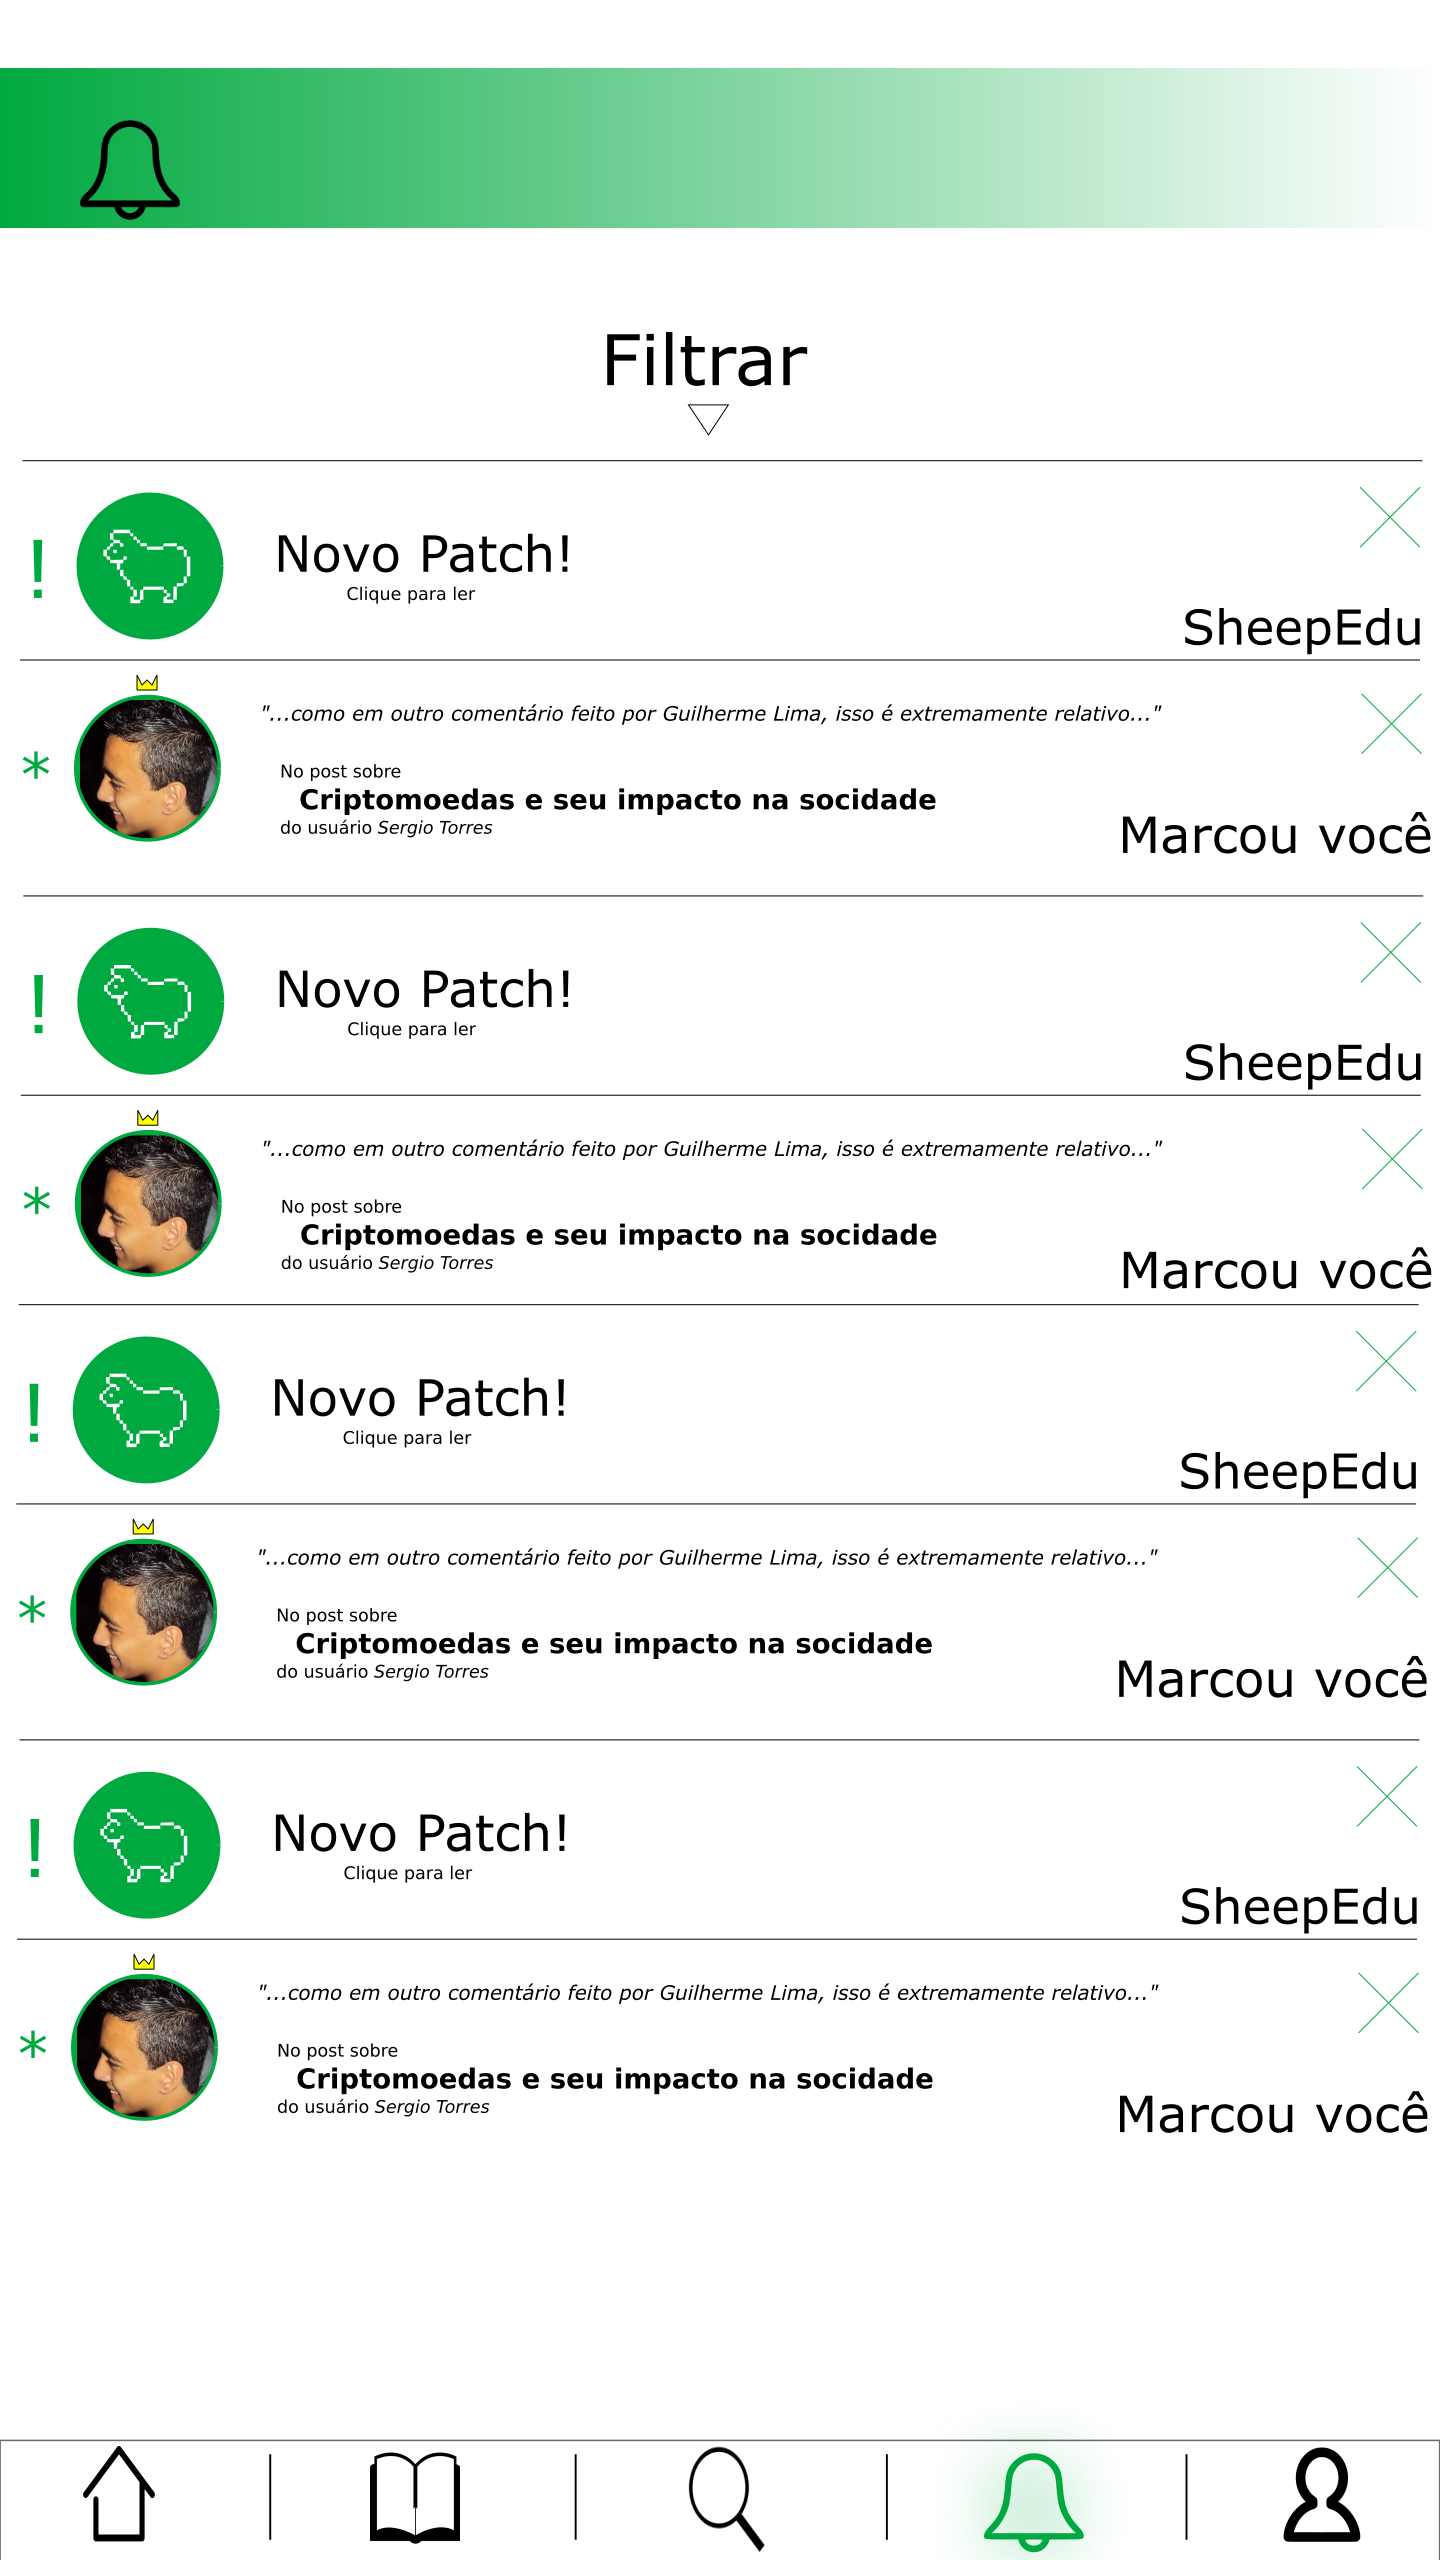 Filtrar
!
Novo Patch!
Clique para ler
SheepEdu
"...como em outro comentário feito por Guilherme Lima, isso é extremamente relativo..."
*
No post sobre
Criptomoedas e seu impacto na socidade
do usuário Sergio Torres
Marcou você
!
Novo Patch!
Clique para ler
SheepEdu
"...como em outro comentário feito por Guilherme Lima, isso é extremamente relativo..."
*
No post sobre
Criptomoedas e seu impacto na socidade
do usuário Sergio Torres
Marcou você
!
Novo Patch!
Clique para ler
SheepEdu
"...como em outro comentário feito por Guilherme Lima, isso é extremamente relativo..."
*
No post sobre
Criptomoedas e seu impacto na socidade
do usuário Sergio Torres
Marcou você
!
Novo Patch!
Clique para ler
SheepEdu
"...como em outro comentário feito por Guilherme Lima, isso é extremamente relativo..."
*
No post sobre
Criptomoedas e seu impacto na socidade
do usuário Sergio Torres
Marcou você